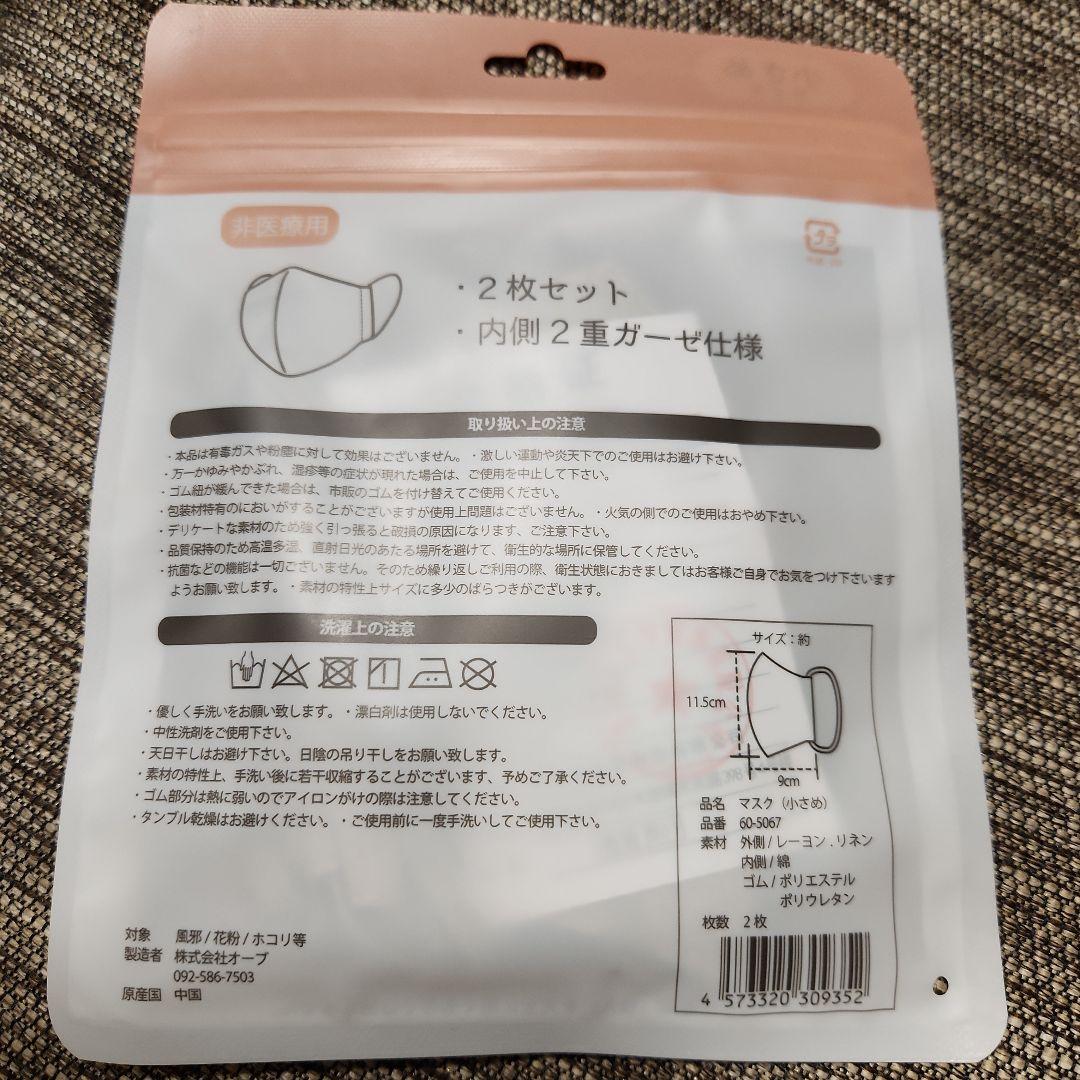 非医療用
・2枚セット
・内側2重ガーゼ仕様
取り扱い上の注意
・本品は有毒ガスや粉塵に対して効果はございません。・激しい運動や炎天下でのご使用はお避け下さい。
・万一かゆみやかぶれ、湿疹等の症状が現れた場合は、ご使用を中止して下さい。
・ゴム紐が緩んできた場合は、市販のゴムを付け替えてご使用ください。
・包装材特有のにおいがすることがございますが使用上問題はございません。・火気の側でのご使用はおやめ下さい。
・デリケートな素材のため強く引っ張ると破損の原因になります、ご注意下さい。
・品質保持のため高温多湿、直射日光のあたる場所を避けて、衛生的な場所に保管してください。
・抗菌などの機能は一切ございません。そのため繰り返しご利用の際、衛生状態におきましてはお客様ご自身でお気をつけ下さいます
ようお願い致します。・素材の特性上サイズに多少のばらつきがございます。
洗濯上の注意
・優しく手洗いをお願い致します。・漂白剤は使用しないでください。
・中性洗剤をご使用下さい。
・天日干しはお避け下さい。日陰の吊り干しをお願い致します。
・素材の特性上、手洗い後に若干収縮することがございます、予めご了承ください。
・ゴム部分は熱に弱いのでアイロンがけの際は注意してください。
・タンブル乾燥はお避けください。・ご使用前に一度手洗いしてご使用下さい。
サイズ:約
11.5cm
9cm
品名 マスク(小さめ)
品番 60-5067
素材 外側/レーヨン.リネン
内側/綿
ゴム/ポリエステル
ポリウレタン
枚数 2枚
4 573320 309352
対象 風邪/花粉/ホコリ等
製造者 株式会社オーブ
092-586-7503
原産国 中国